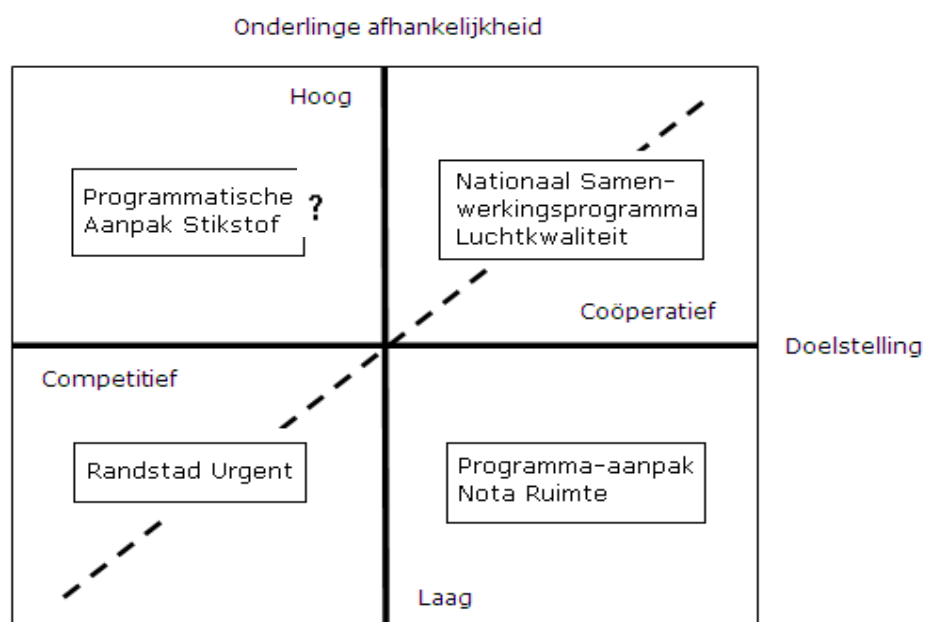 Onderlinge afhankelijkheid
Hoog
Programmatische
Aanpak Stikstof
?
Nationaal Samen-
werkingsprogramma
Luchtkwaliteit
Coöperatief
Doelstelling
Competitief
Randstad Urgent
Programma-aanpak
Nota Ruimte
Laag